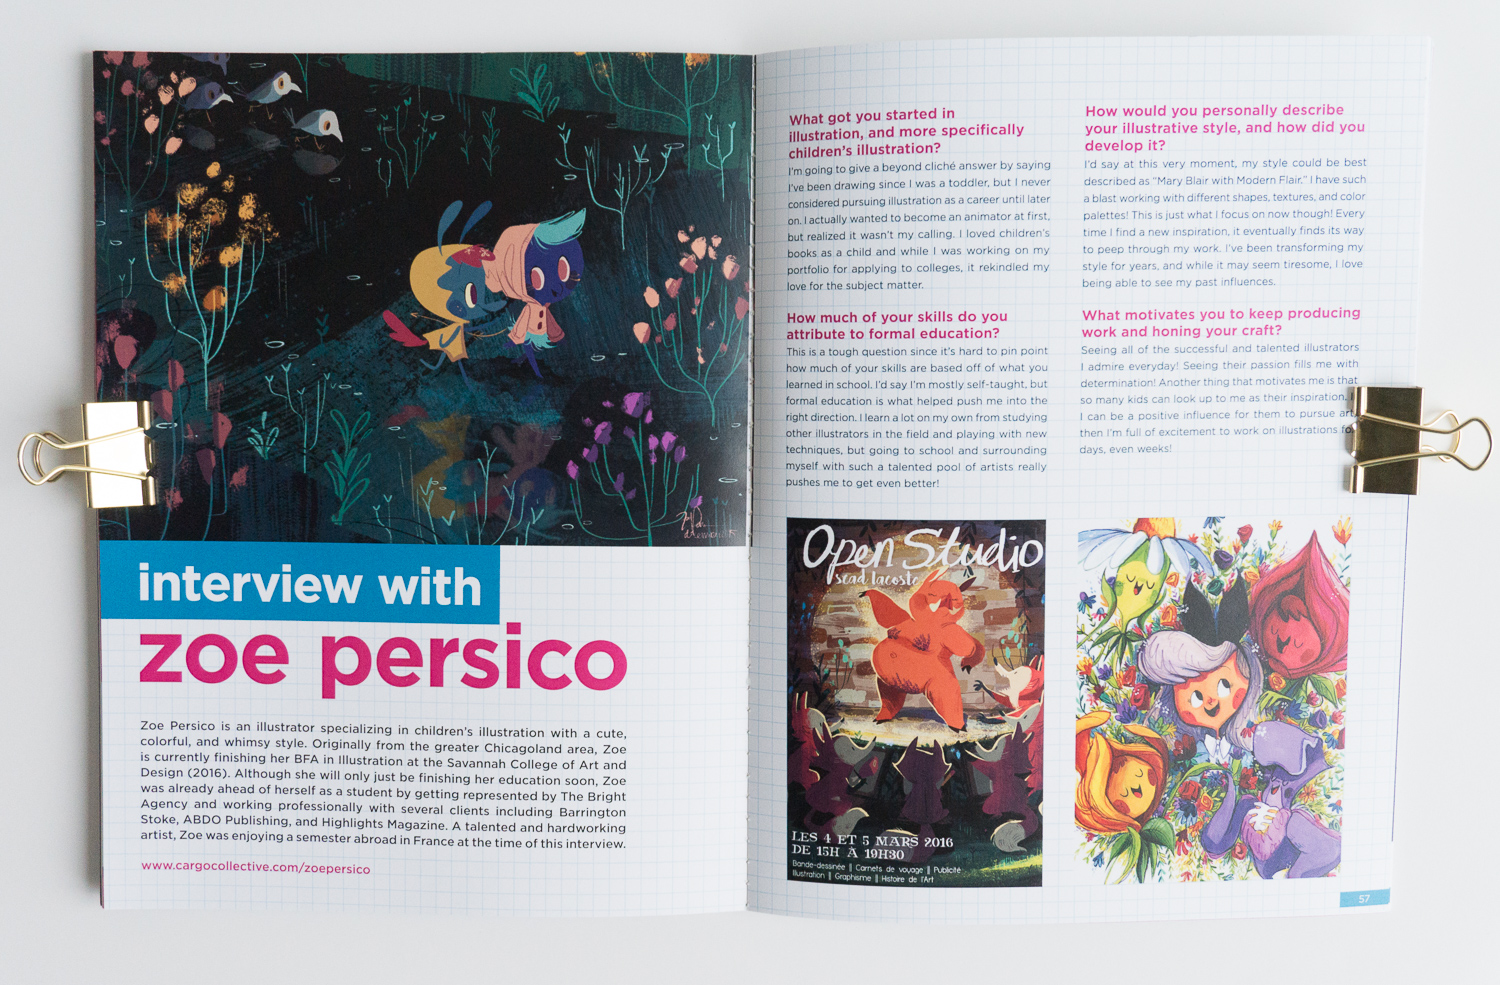 interview with
zoe persico
Zoe Persico is an illustrator specializing in children's illustration with a cute,
colorful, and whimsy style. Originally from the greater Chicagoland area, Zoe
is currently finishing her BFA in Illustration at the Savannah College of Art and
Design (2016). Although she will only just be finishing her education soon, Zoe
was already ahead of herself as a student by getting represented by The Bright
Agency and working professionally with several clients including Barrington
Stoke, ABDO Publishing, and Highlights Magazine. A talented and hardworking
artist, Zoe was enjoying a semester abroad in France at the time of this interview.
www.cargocollective.com/zoepersico
What got you started in
illustration, and more specifically
children's illustration?
I'm going to give a beyond cliché answer by saying
I've been drawing since I was a toddler, but I never
considered pursuing illustration as a career until later
on. I actually wanted to become an animator at first,
but realized it wasn't my calling. I loved children's
books as a child and while I was working on my
portfolio for applying to colleges, it rekindled my
love for the subject matter.
How much of your skills do you
attribute to formal education?
This is a tough question since it's hard to pin point
how much of your skills are based off of what you
learned in school. I'd say I'm mostly self-taught, but
formal education is what helped push me into the
right direction. I learn a lot on my own from studying
other illustrators in the field and playing with new
techniques, but going to school and surrounding
myself with such a talented pool of artists really
pushes me to get even better!
How would you personally describe
your illustrative style, and how did you
develop it?
I'd say at this very moment, my style could be best
described as “Mary Blair with Modern Flair.” I have such
a blast working with different shapes, textures, and color
palettes! This is just what I focus on now though! Every
time I find a new inspiration, it eventually finds its way
to peep through my work. I've been transforming my
style for years, and while it may seem tiresome, I love
being able to see my past influences.
What motivates you to keep producing
work and honing your craft?
Seeing all of the successful and talented illustrators
I admire everyday! Seeing their passion fills me with
determination! Another thing that motivates me is that
so many kids can look up to me as their inspiration.
I can be a positive influence for them to pursue art,
then I'm full of excitement to work on illustrations
days, even weeks!
Open Studio
scad lacoste
LES 4 ET 5 MARS 2016
DE 15H À 19H30
Bande-dessinée || Carnets de voyage || Publicité
Illustration || Graphisme || Histoire de l'Art
57